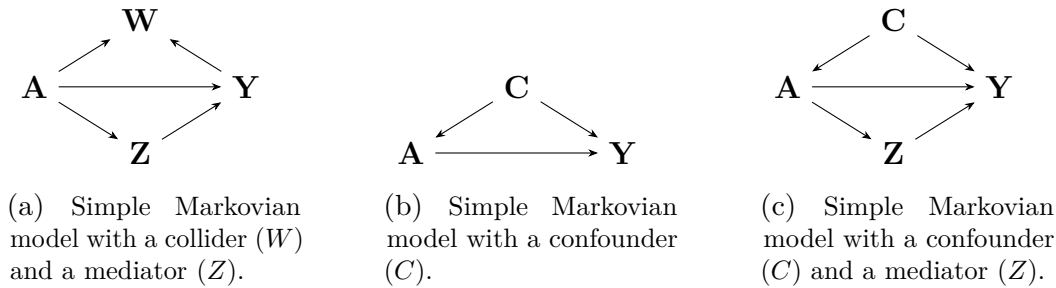 W
A
Y
Z
(a) Simple Markovian
model with a collider (W)
and a mediator (Z).
C
A
Y
(b) Simple Markovian
model with a confounder
(C).
C
A
Y
Z
(c) Simple Markovian
model with a confounder
(C) and a mediator (Z).